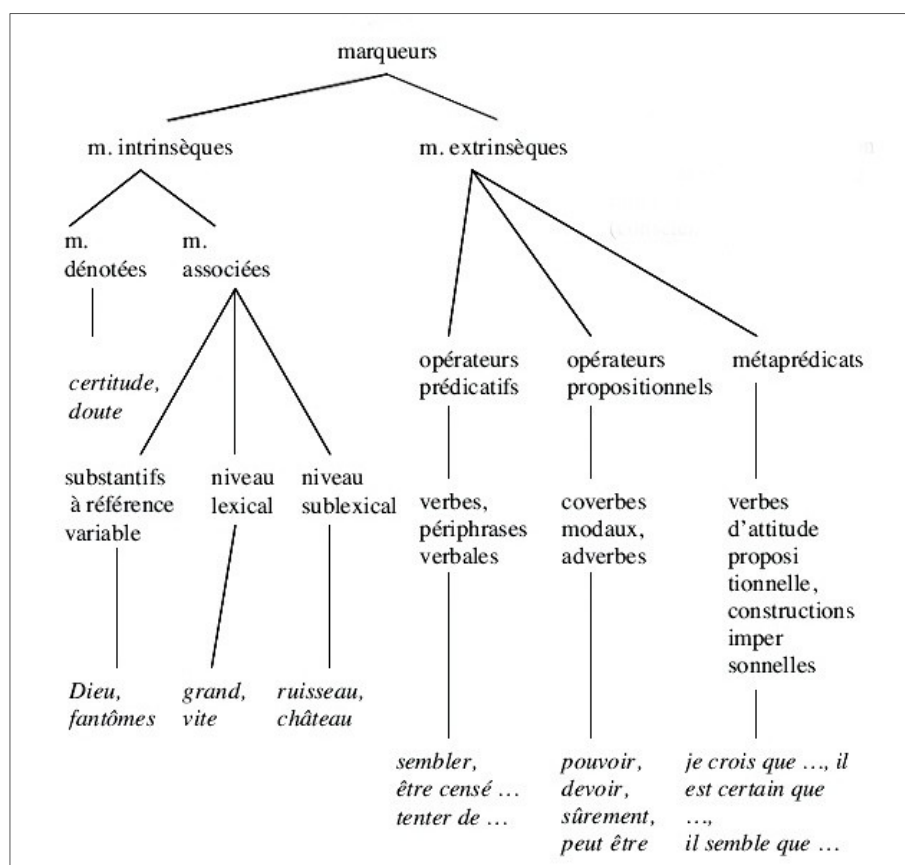 marqueurs
m. intrinsèques
m. extrinsèques
m.
dénotées
m.
associées
opérateurs
prédicatifs
opérateurs
propositionnels
métaprédicats
certitude,
doute
substantifs
à référence
variable
niveau
lexical
niveau
sublexical
verbes,
périphrases
verbales
coverbes
modaux,
adverbes
verbes
d'attitude
proposi
tionnelle,
constructions
imper
sonnelles
Dieu,
fantômes
grand,
vite
ruisseau,
château
sembler,
être censé …
tenter de …
pouvoir,
devoir,
sûrement,
peut être
je crois que …, il
est certain que
…,
il semble que …